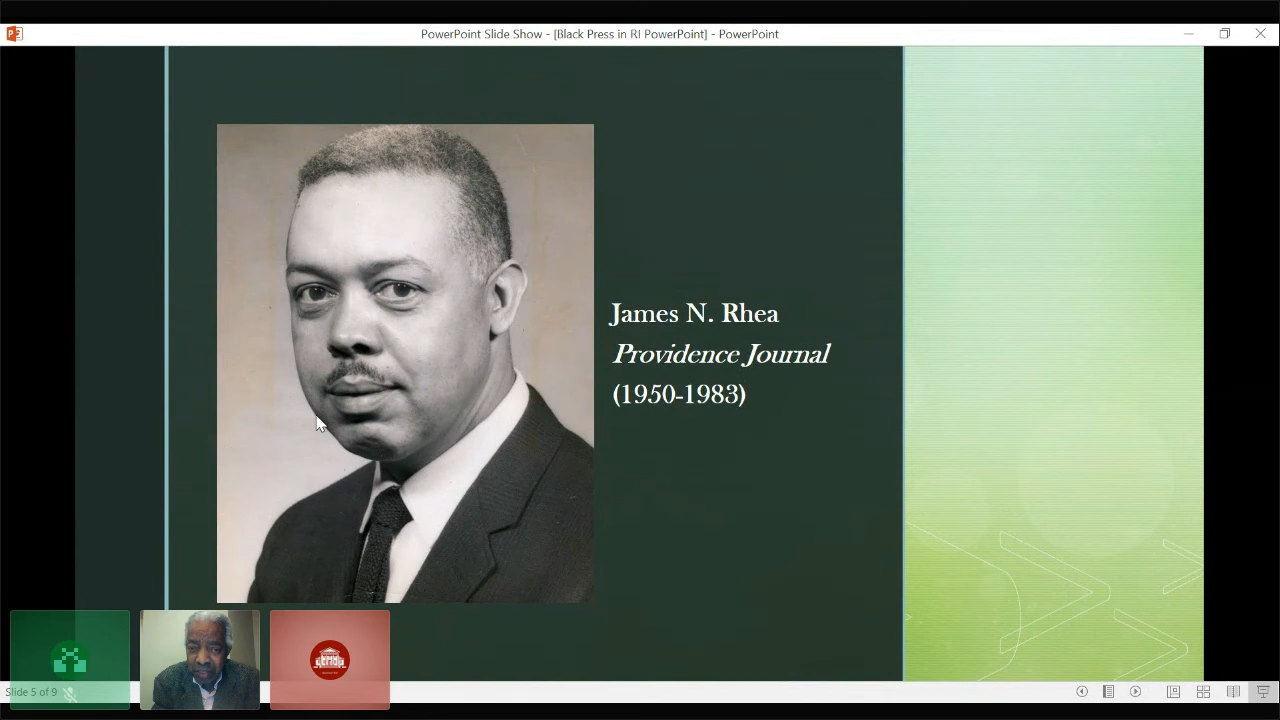 PowerPoint Slide Show - [Black Press in RI PowerPoint] - PowerPoint
James N. Rhea
Providence Journal
(1950-1983)
Slide 5 of 9